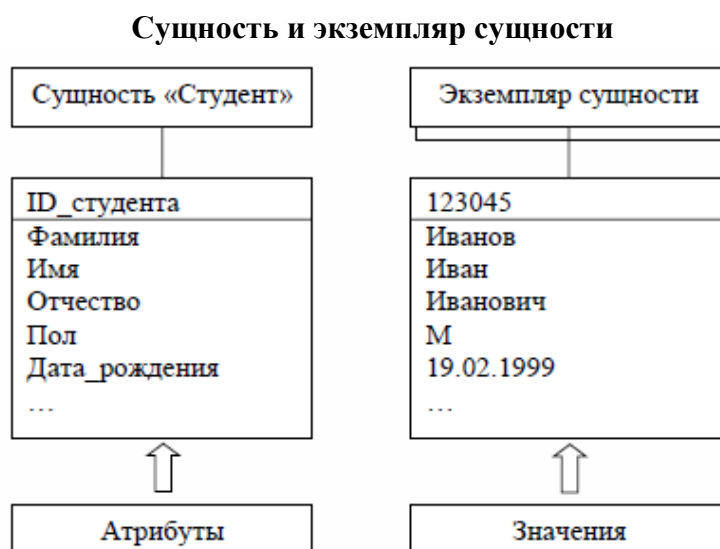 Сущность и экземпляр сущности
Сущность «Студент»
ID_студента
Фамилия
Имя
Отчество
Пол
Дата_рождения
…
Атрибуты
Экземпляр сущности
123045
Иванов
Иван
Иванович
М
19.02.1999
…
Значения